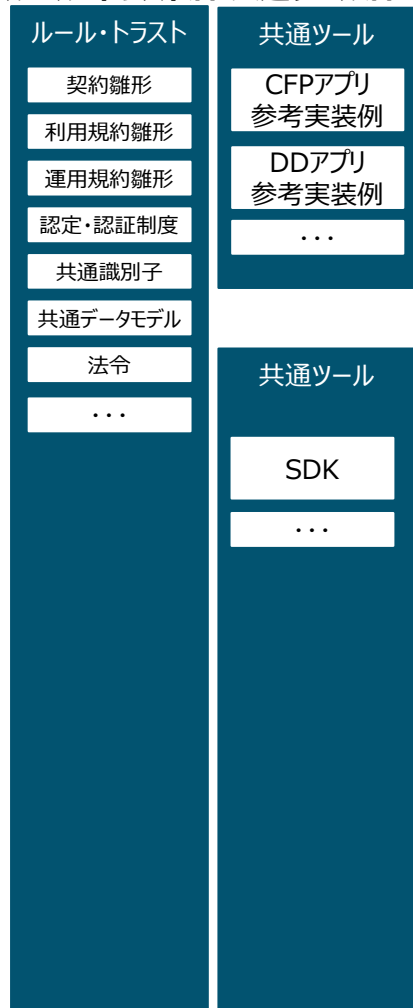 ルール・トラスト
契約雛形
利用規約雛形
運用規約雛形
認定・認証制度
共通識別子
共通データモデル
法令
・・・
共通ツール
CFPアプリ
参考実装例
DDアプリ
参考実装例
・・・
共通ツール
SDK
・・・